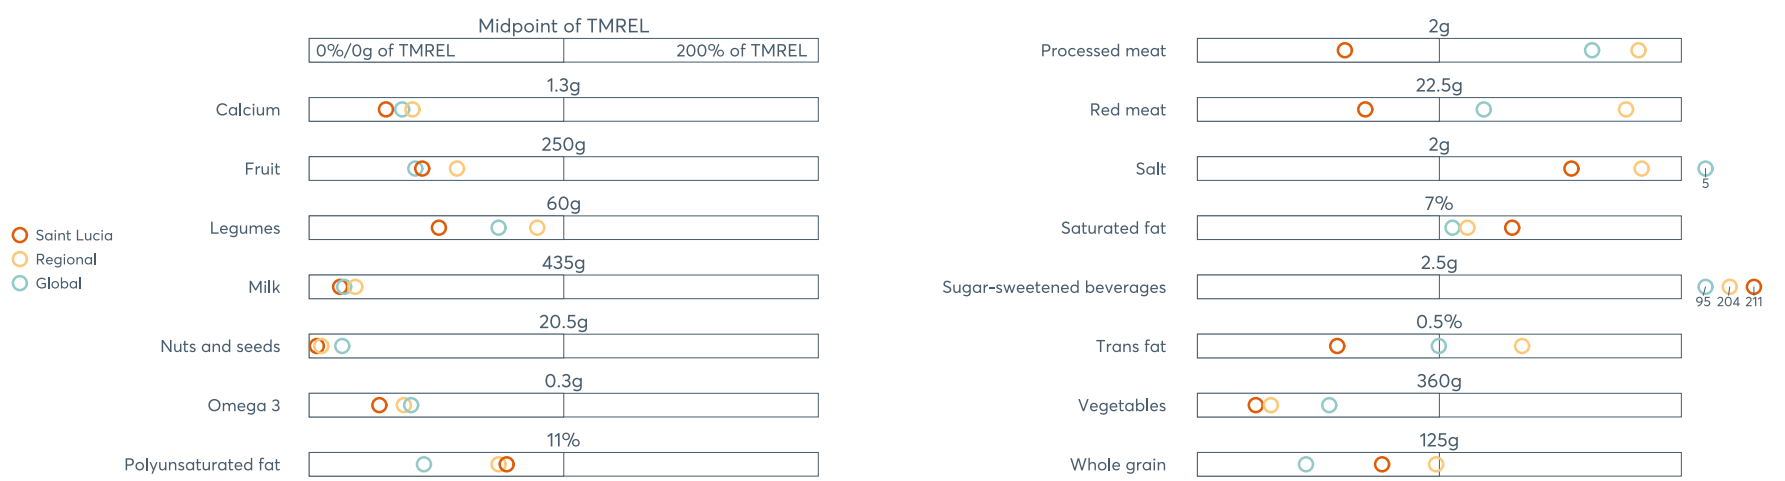 Midpoint of TMREL
0%/0g of TMREL 200% of TMREL
1.3g
Calcium
250g
Fruit
60g
Legumes
435g
Milk
20.5g
Nuts and seeds
0.3g
Omega 3
11%
Polyunsaturated fat
Saint Lucia
Regional
Global
2g
Processed meat
22.5g
Red meat
2g
Salt
5
7%
Saturated fat
2.5g
Sugar-sweetened beverages
95 204 211
0.5%
Trans fat
360g
Vegetables
125g
Whole grain